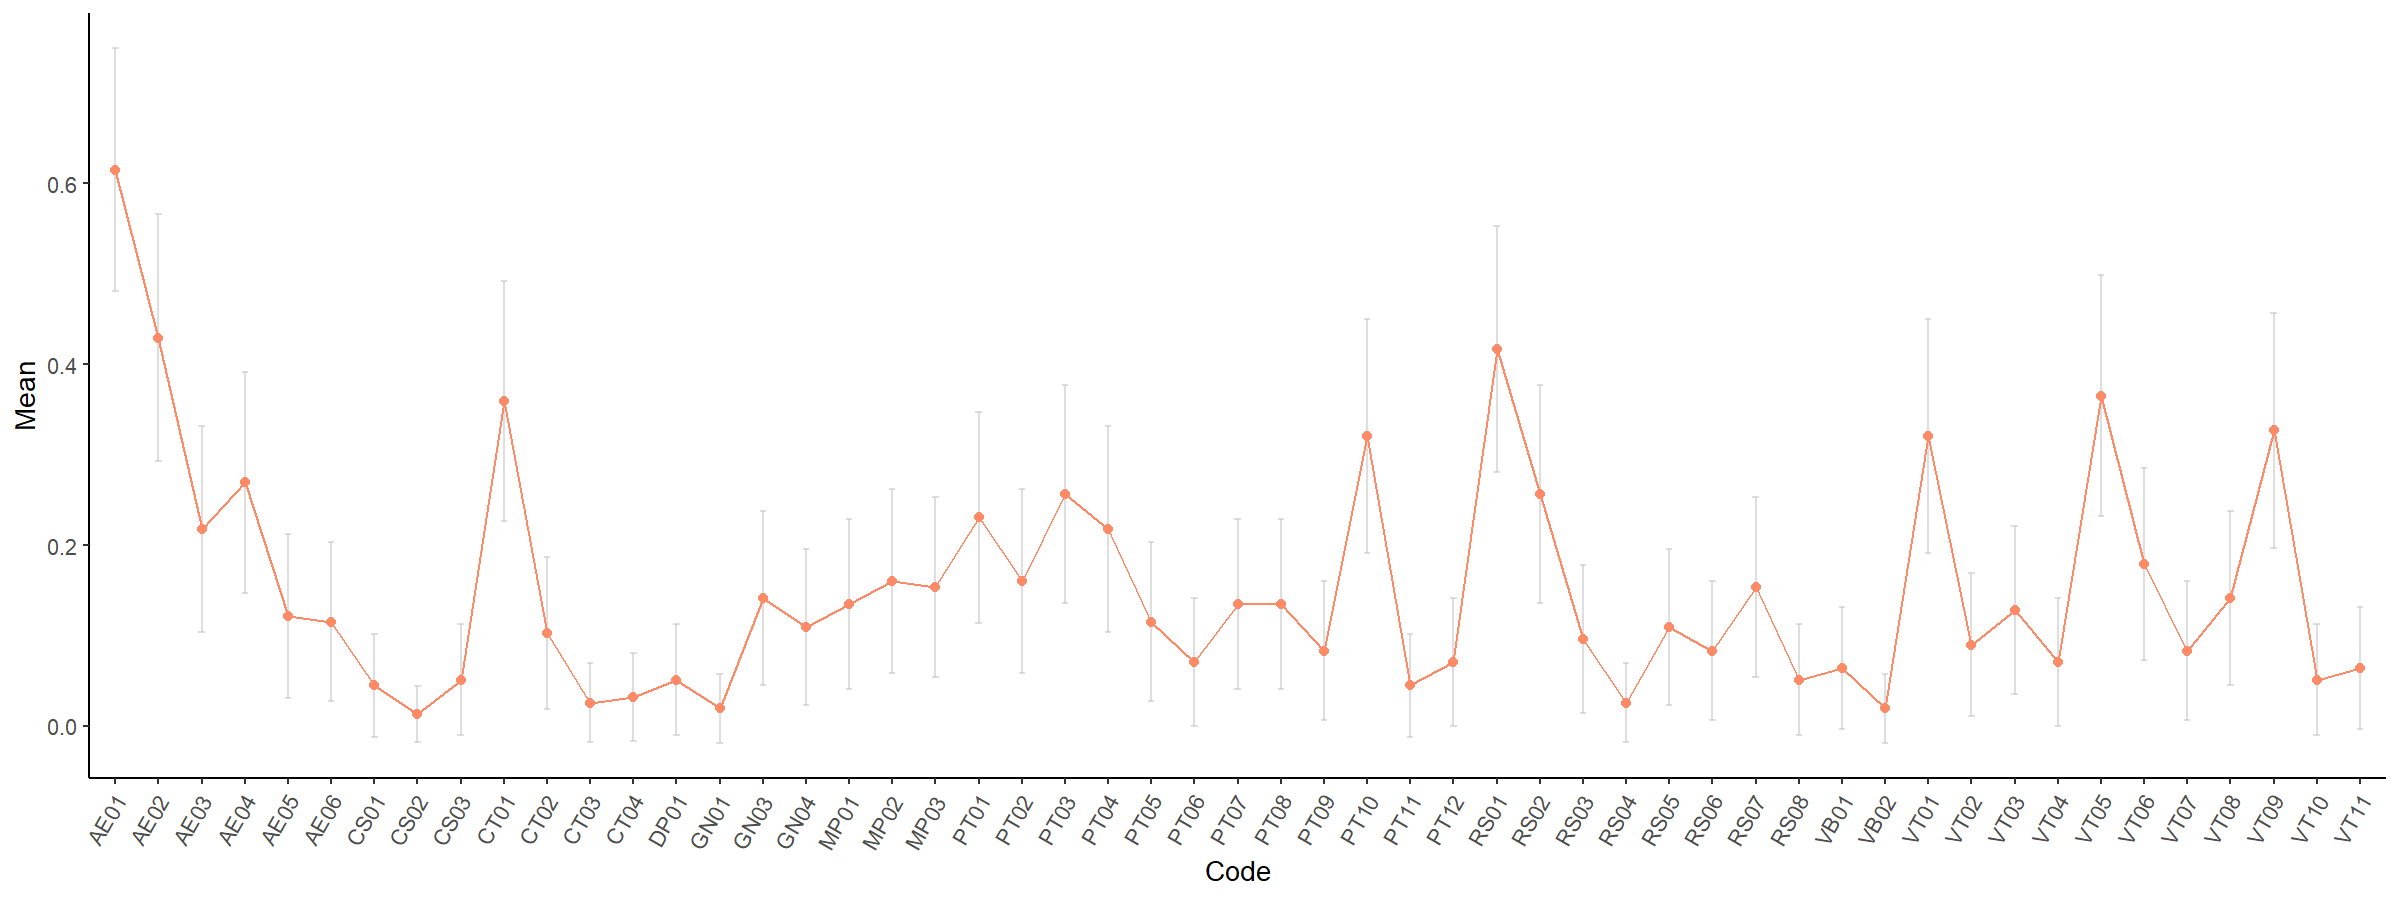 Mean
0.6
0.4
0.2
0.0
AE01 AE02 AE03 AE04 AE05 AE06 CS01 CS02 CS03 CT01 CT02 CT03 CT04 DP01 GN01 GN03 GN04 MP01 MP02 MP03 PT01 PT02 PT03 PT04 PT05 PT06 PT07 PT08 PT09 PT10 PT11 PT12 RS01 RS02 RS03 RS04 RS05 RS06 RS07 RS08 VB01 VB02 VT01 VT02 VT03 VT04 VT05 VT06 VT07 VT08 VT09 VT10 VT11
Code